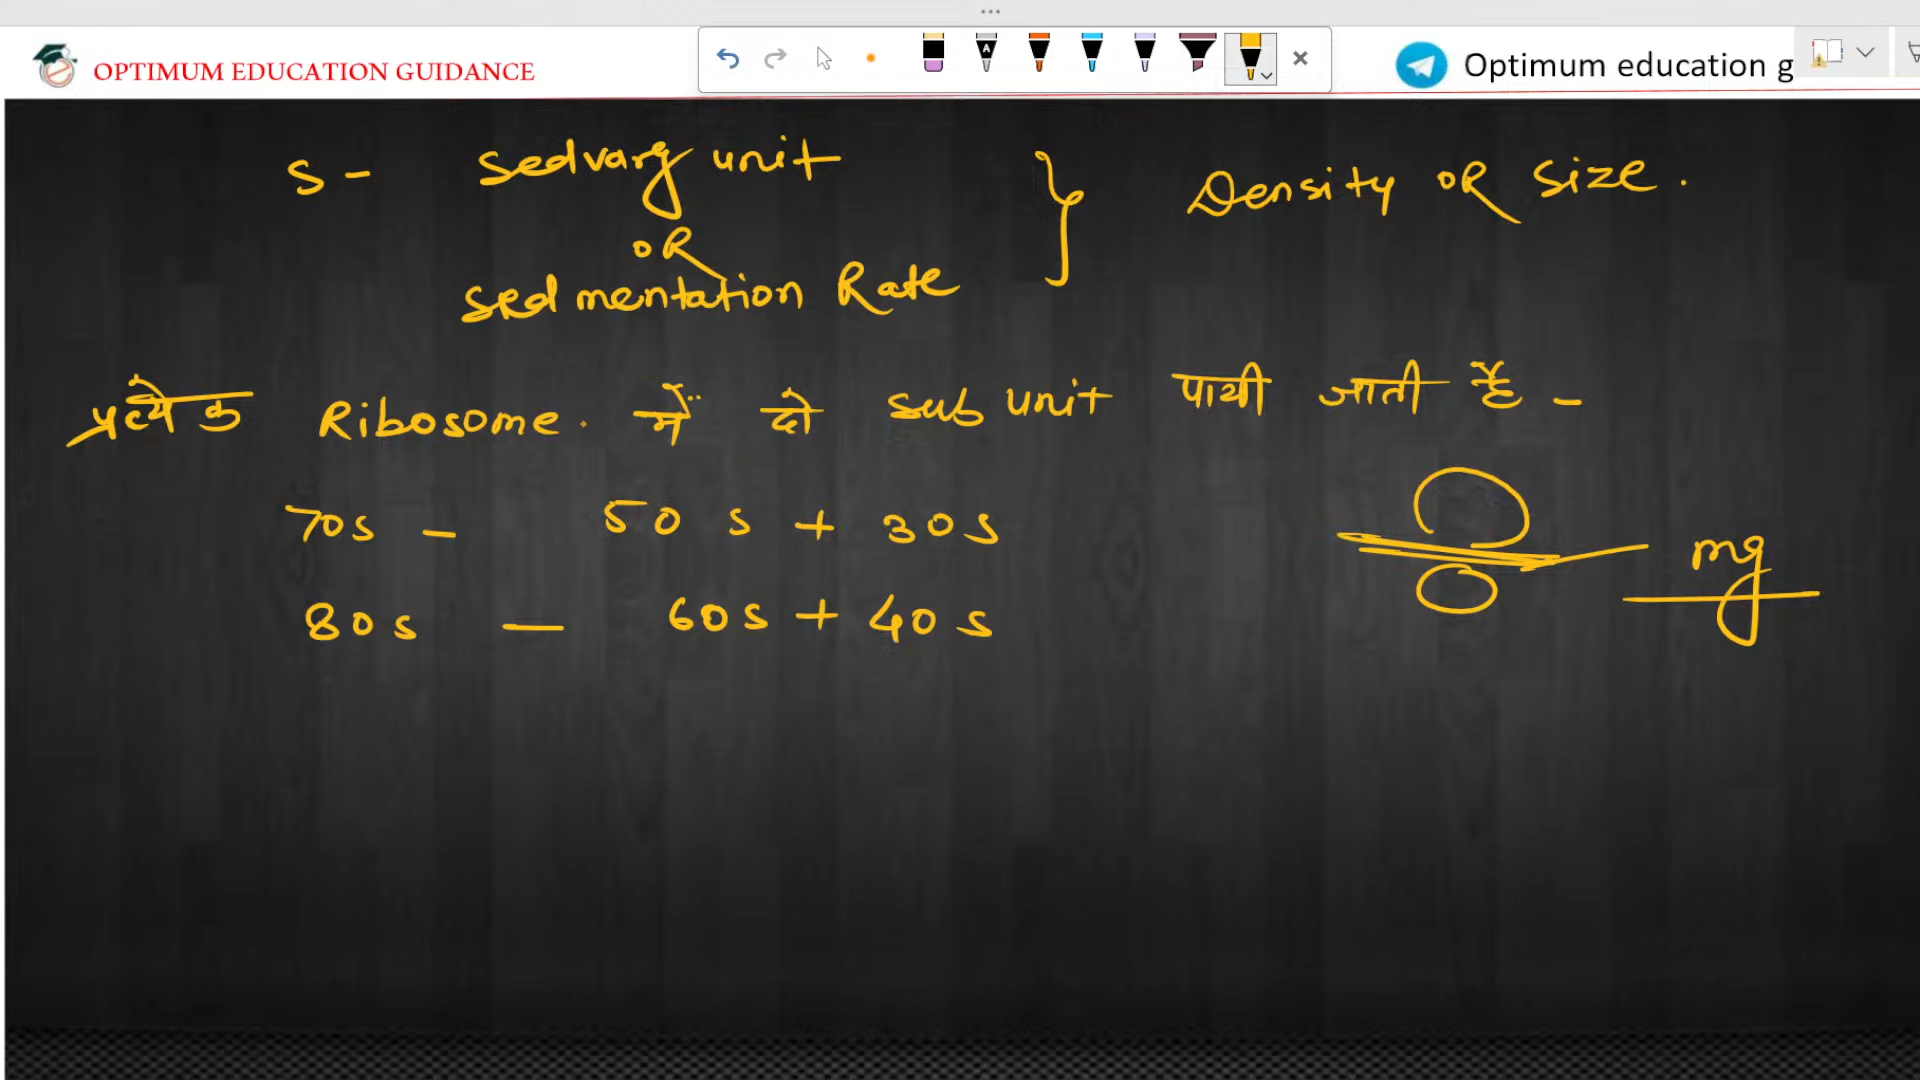 OPTIMUM EDUCATION GUIDANCE
Optimum education g
s - sedvarg unit
OR
sedmentation Rate
Density OR size.
प्रत्येक Ribosome. में दो sub unit पायी जाती है -
70s - 50 s + 30s
80s - 60s + 40s
mg